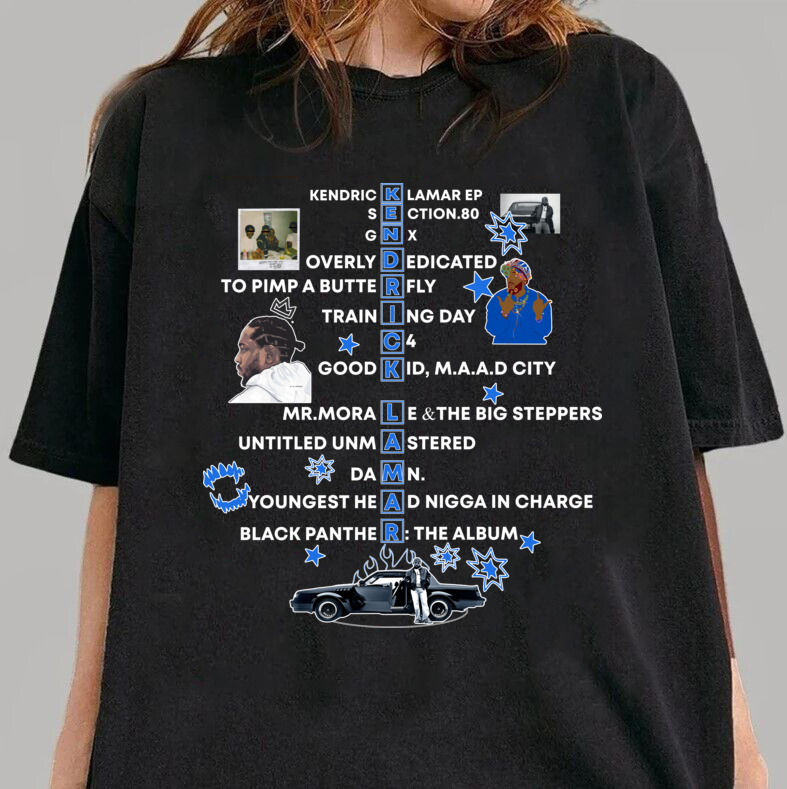 KENDRICK LAMAR EP
SECTION.80
GNX
OVERLY DEDICATED
TO PIMP A BUTTERFLY
TRAINING DAY
C4
GOOD KID, M.A.A.D CITY
MR.MORALE &THE BIG STEPPERS
UNTITLED UNMASTERED
DAMN.
YOUNGEST HEAD NIGGA IN CHARGE
BLACK PANTHER: THE ALBUM